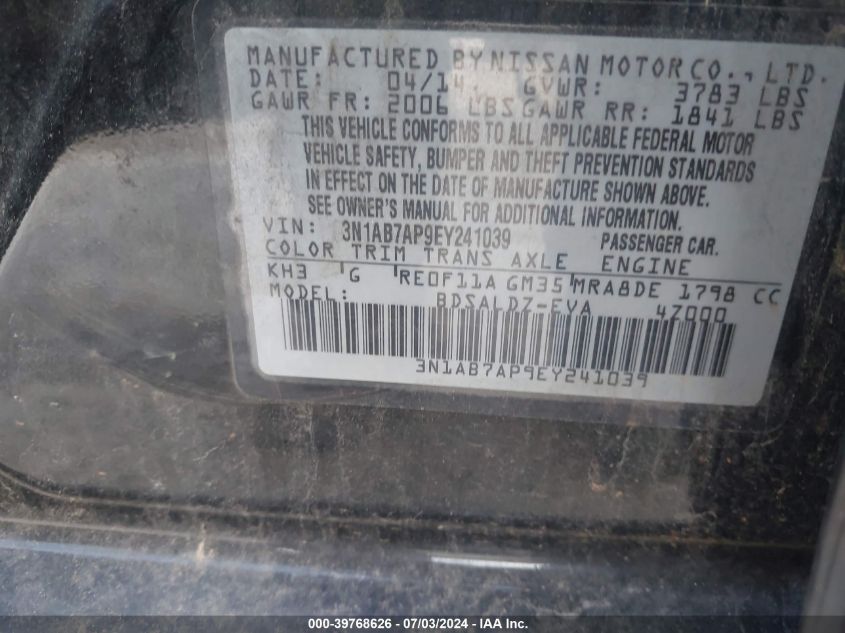 MANUFACTURED BY NISSAN MOTOR CO., LTD.
DATE: 04/14 GVWR: 3783 LBS
GAWR FR: 2006 LBS GAWR RR: 1841 LBS
THIS VEHICLE CONFORMS TO ALL APPLICABLE FEDERAL MOTOR
VEHICLE SAFETY, BUMPER AND THEFT PREVENTION STANDARDS
IN EFFECT ON THE DATE OF MANUFACTURE SHOWN ABOVE.
SEE OWNER'S MANUAL FOR ADDITIONAL INFORMATION.
VIN: 3N1AB7AP9EY241039 PASSENGER CAR.
COLOR TRIM TRANS AXLE ENGINE
KH3 G RE0F11A GM35 MRA8DE 1798 CC
MODEL: BDSALDZ-EVA 4Z000
3N1AB7AP9EY241039
000-39768626 - 07/03/2024 - IAA Inc.